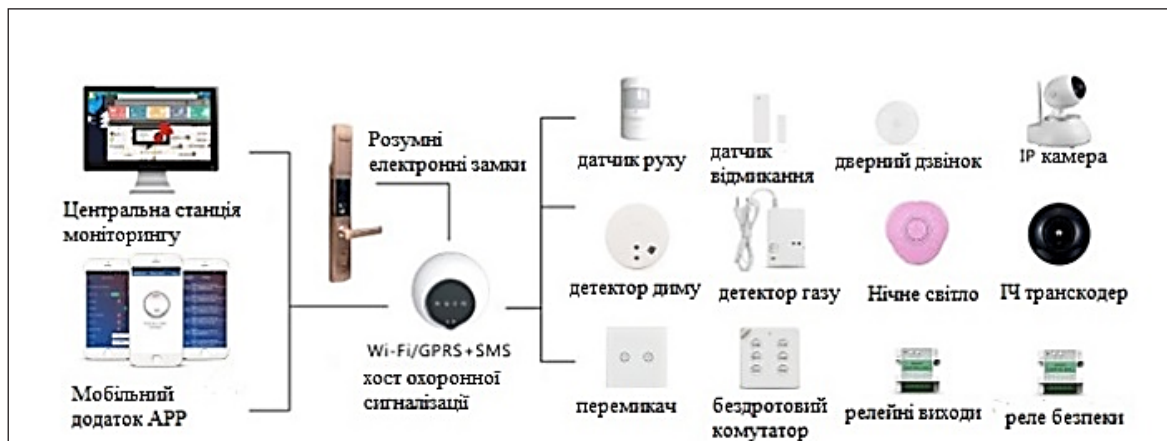 Розумні
електронні замки
датчик руху
датчик
відмикання
дверний дзвінок
IP камера
Центральна станція
моніторингу
детектор диму
детектор газу
Нічне світло
ІЧ транскодер
Wi-Fi/GPRS+SMS
хост охоронної
сигналізації
Мобільний
додаток APP
перемикач
бездротовий
комутатор
релейні виходи
реле безпеки